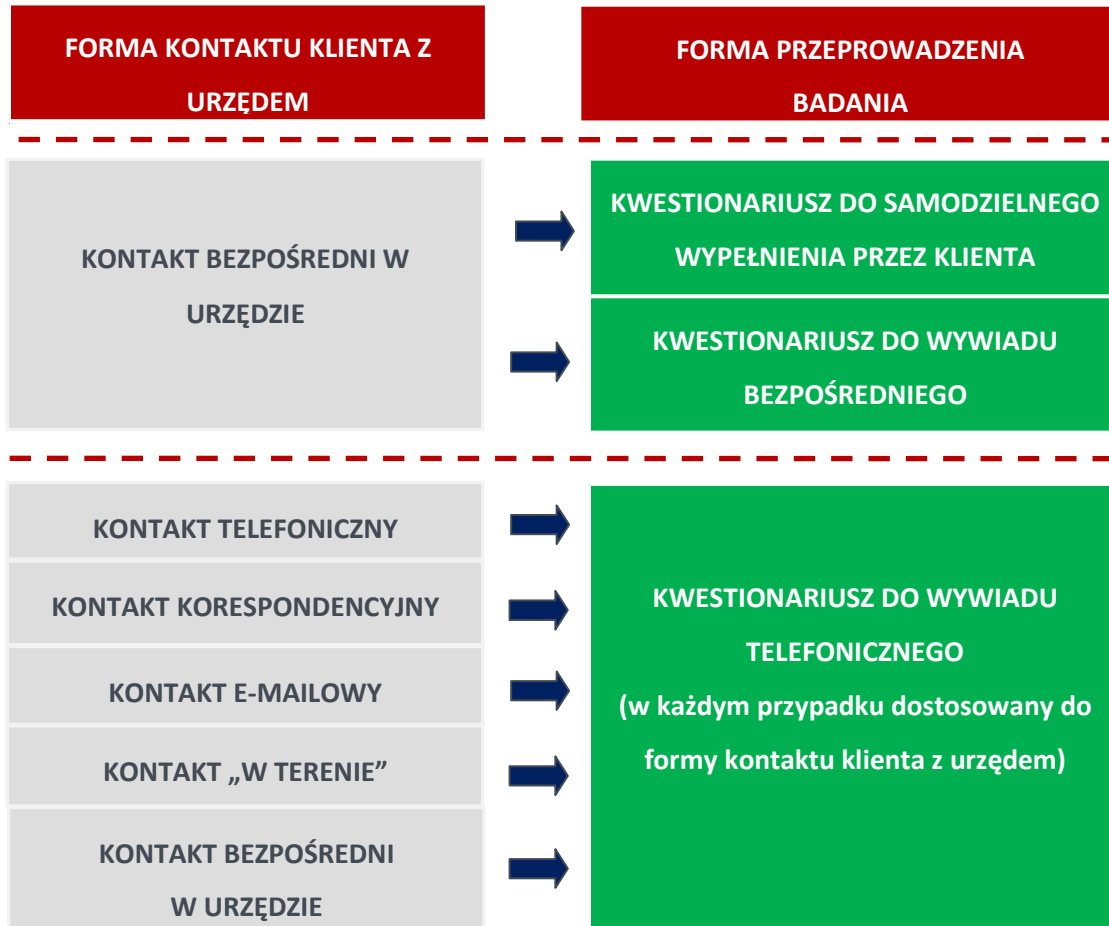 FORMA KONTAKTU KLIENTA Z
URZĘDEM
FORMA PRZEPROWADZENIA
BADANIA
KONTAKT BEZPOŚREDNI W
URZĘDZIE
KWESTIONARIUSZ DO SAMODZIELNEGO
WYPEŁNIENIA PRZEZ KLIENTA
KWESTIONARIUSZ DO WYWIADU
BEZPOŚREDNIEGO
KONTAKT TELEFONICZNY
KONTAKT KORESPONDENCYJNY
KONTAKT E-MAILOWY
KONTAKT „W TERENIE”
KONTAKT BEZPOŚREDNI
W URZĘDZIE
KWESTIONARIUSZ DO WYWIADU
TELEFONICZNEGO
(w każdym przypadku dostosowany do
formy kontaktu klienta z urzędem)